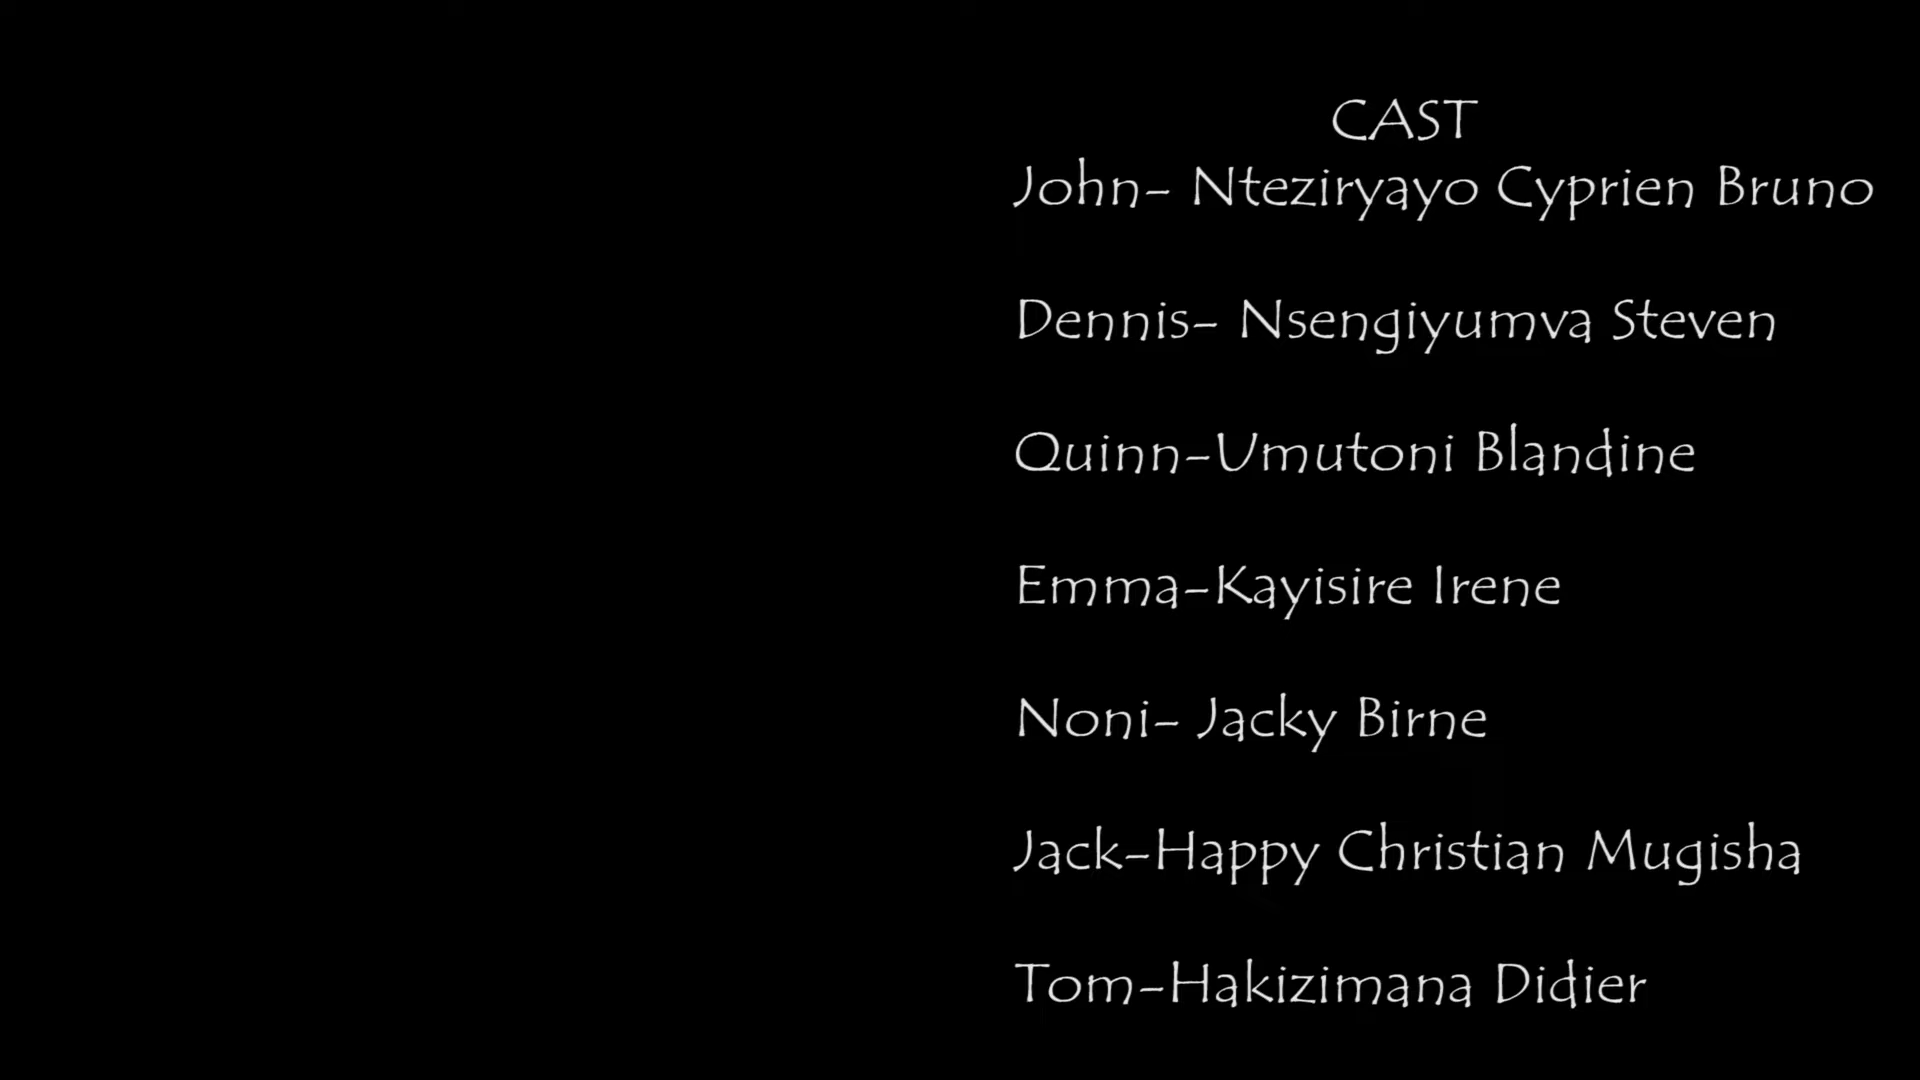 CAST
John- Nteziryayo Cyprien Bruno
Dennis- Nsengiyumva Steven
Quinn-Umutoni Blandine
Emma-Kayisire Irene
Noni- Jacky Birne
Jack-Happy Christian Mugisha
Tom-Hakizimana Didier